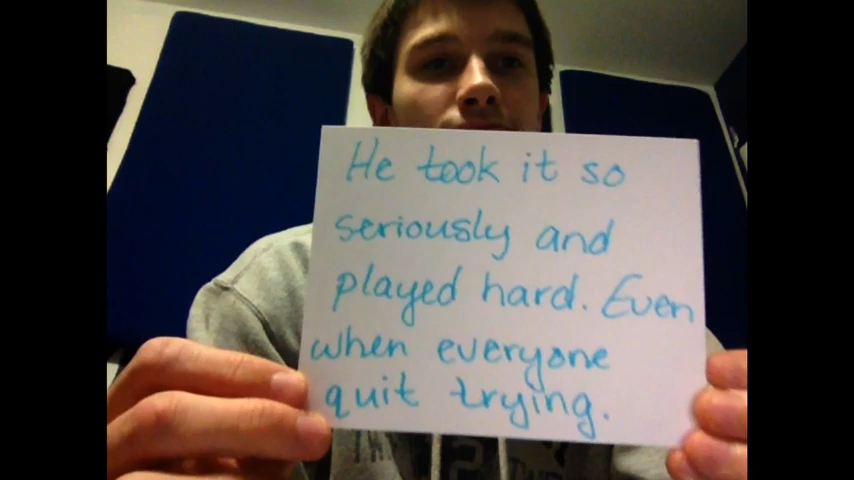 He took it so
seriously and
played hard. Even
when everyone
quit trying.